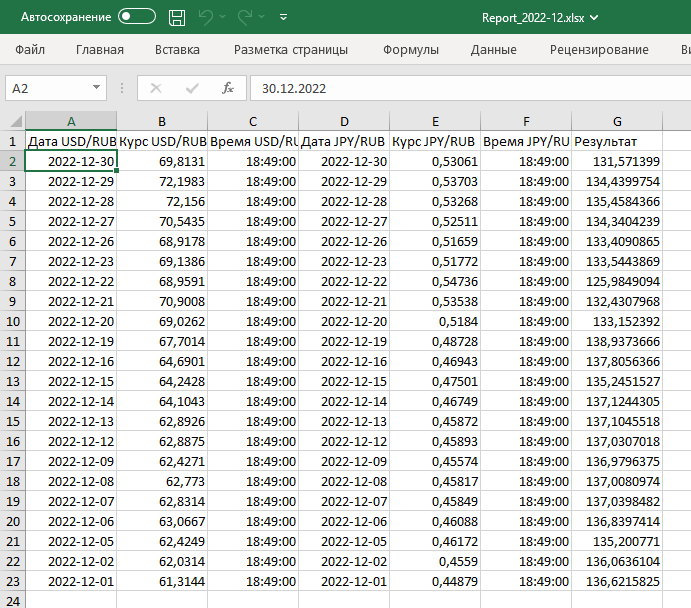 Автосохранение Report_2022-12.xlsx
Файл Главная Вставка Разметка страницы Формулы Данные Рецензирование
A2 fx 30.12.2022
A B C D E F G
1 Дата USD/RUB Курс USD/RUB Время USD/RU Дата JPY/RUB Курс JPY/RUB Время JPY/RU Результат
2 2022-12-30 69,8131 18:49:00 2022-12-30 0,53061 18:49:00 131,571399
3 2022-12-29 72,1983 18:49:00 2022-12-29 0,53703 18:49:00 134,4399754
4 2022-12-28 72,156 18:49:00 2022-12-28 0,53268 18:49:00 135,4584366
5 2022-12-27 70,5435 18:49:00 2022-12-27 0,52511 18:49:00 134,3404239
6 2022-12-26 68,9178 18:49:00 2022-12-26 0,51659 18:49:00 133,4090865
7 2022-12-23 69,1386 18:49:00 2022-12-23 0,51772 18:49:00 133,5443869
8 2022-12-22 68,9591 18:49:00 2022-12-22 0,54736 18:49:00 125,9849094
9 2022-12-21 70,9008 18:49:00 2022-12-21 0,53538 18:49:00 132,4307968
10 2022-12-20 69,0262 18:49:00 2022-12-20 0,5184 18:49:00 133,152392
11 2022-12-19 67,7014 18:49:00 2022-12-19 0,48728 18:49:00 138,9373666
12 2022-12-16 64,6901 18:49:00 2022-12-16 0,46943 18:49:00 137,8056366
13 2022-12-15 64,2428 18:49:00 2022-12-15 0,47501 18:49:00 135,2451527
14 2022-12-14 64,1043 18:49:00 2022-12-14 0,46749 18:49:00 137,1244305
15 2022-12-13 62,8926 18:49:00 2022-12-13 0,45872 18:49:00 137,1045518
16 2022-12-12 62,8875 18:49:00 2022-12-12 0,45893 18:49:00 137,0307018
17 2022-12-09 62,4271 18:49:00 2022-12-09 0,45574 18:49:00 136,9796375
18 2022-12-08 62,773 18:49:00 2022-12-08 0,45817 18:49:00 137,0080974
19 2022-12-07 62,8314 18:49:00 2022-12-07 0,45849 18:49:00 137,0398482
20 2022-12-06 63,0667 18:49:00 2022-12-06 0,46088 18:49:00 136,8397414
21 2022-12-05 62,4249 18:49:00 2022-12-05 0,46172 18:49:00 135,200771
22 2022-12-02 62,0314 18:49:00 2022-12-02 0,4559 18:49:00 136,0636104
23 2022-12-01 61,3144 18:49:00 2022-12-01 0,44879 18:49:00 136,6215825
24